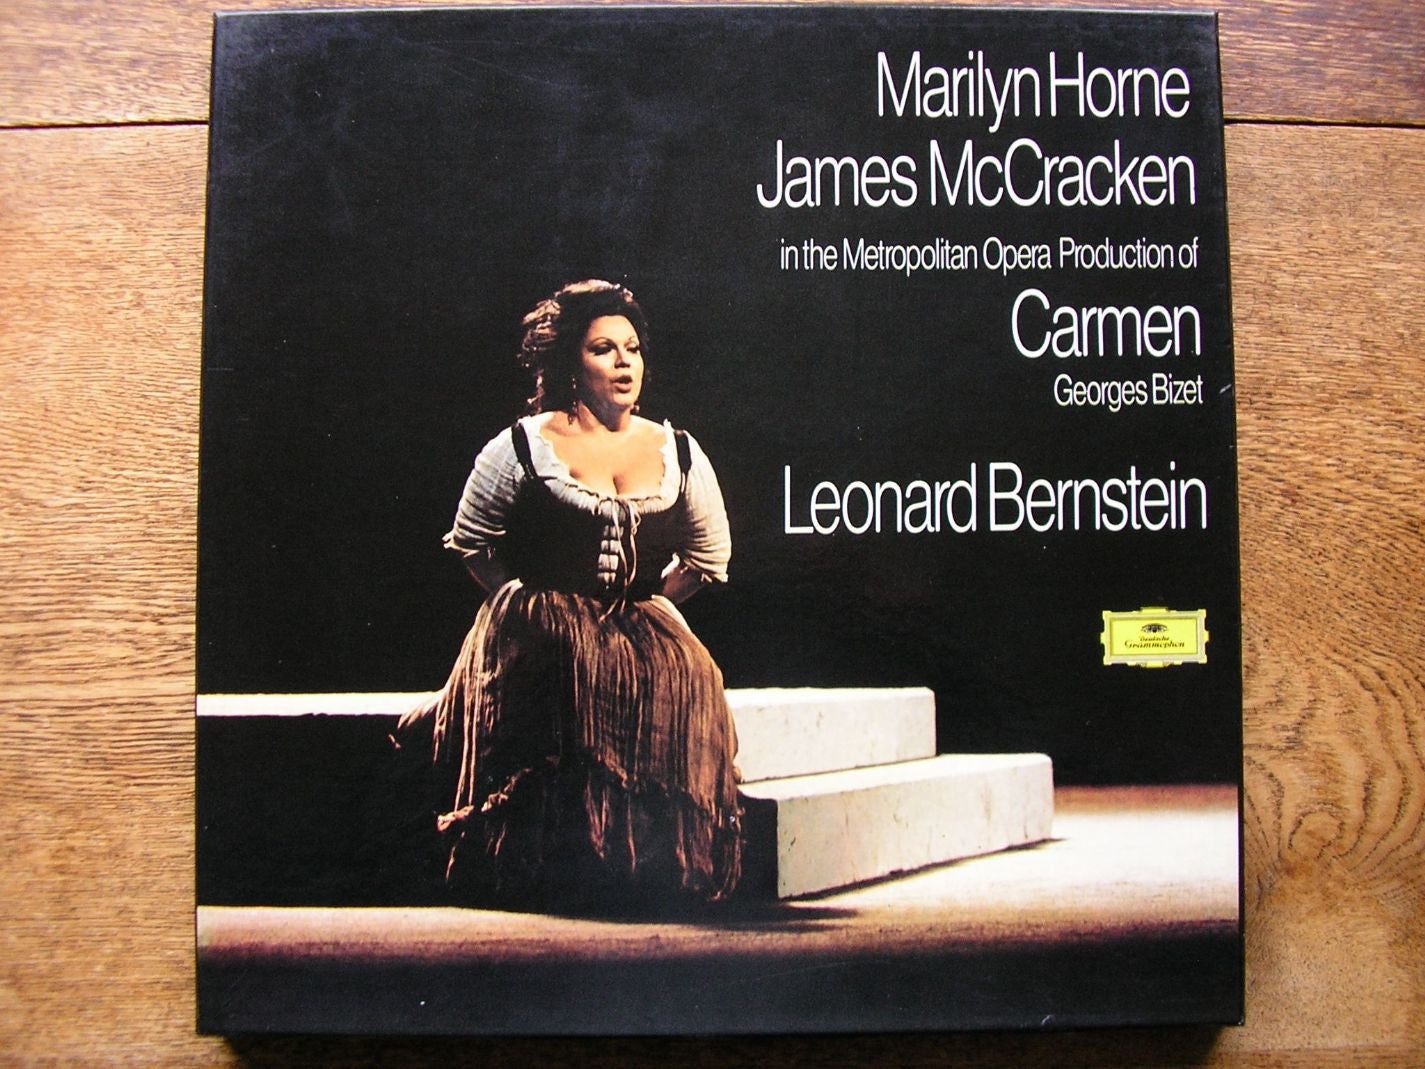 Marilyn Horne
James McCracken
in the Metropolitan Opera Production of
Carmen
Georges Bizet
Leonard Bernstein
Deutsche
Grammophon